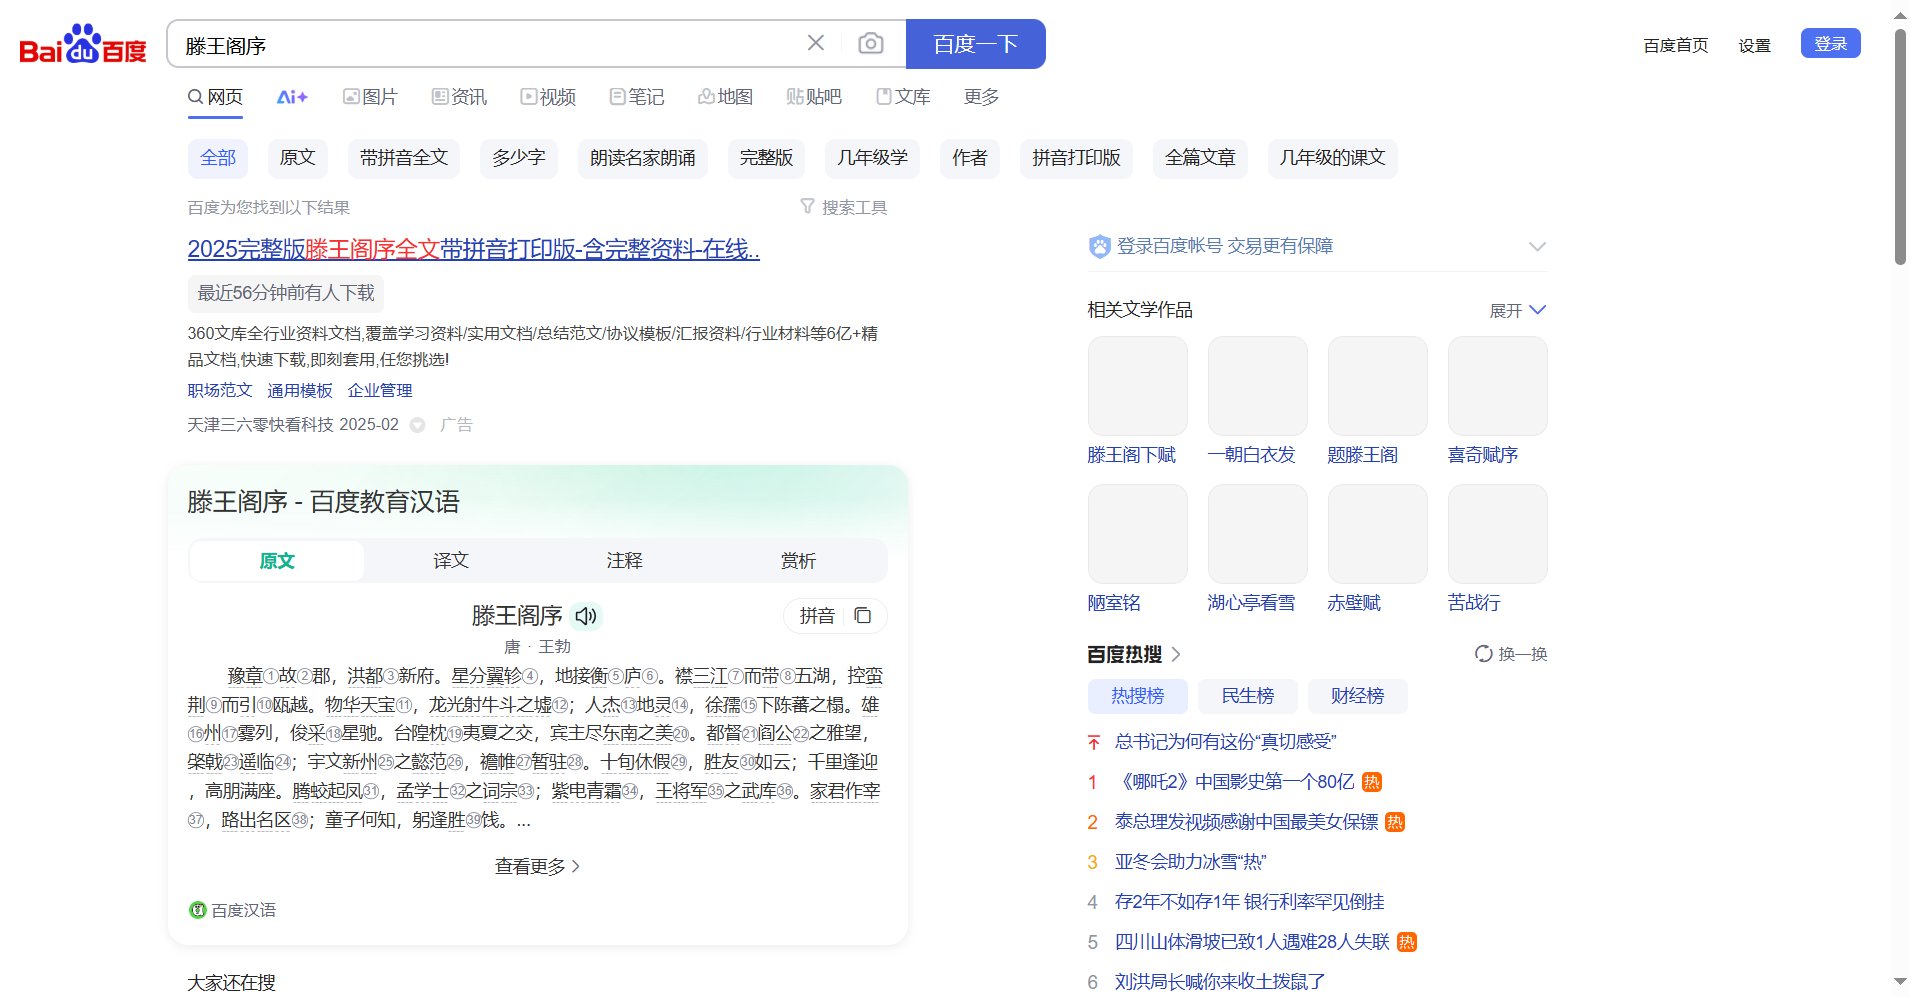 Bai du 百度
滕王阁序
百度一下
百度首页 设置 登录
网页 Ai+ 图片 资讯 视频 笔记 地图 贴吧 文库 更多
全部 原文 带拼音全文 多少字 朗读名家朗诵 完整版 几年级学 作者 拼音打印版 全篇文章 几年级的课文
百度为您找到以下结果 搜索工具
2025完整版滕王阁序全文带拼音打印版-含完整资料-在线..
最近56分钟前有人下载
360文库全行业资料文档,覆盖学习资料/实用文档/总结范文/协议模板/汇报资料/行业材料等6亿+精
品文档,快速下载,即刻套用,任您挑选!
职场范文 通用模板 企业管理
天津三六零快看科技 2025-02 广告
滕王阁序 - 百度教育汉语
原文 译文 注释 赏析
滕王阁序
拼音
唐 · 王勃
豫章①故②郡，洪都③新府。星分翼轸④，地接衡⑤庐⑥。襟三江⑦而带⑧五湖，控蛮
荆⑨而引⑩瓯越。物华天宝⑪，龙光射牛斗之墟⑫；人杰⑬地灵⑭，徐孺⑮下陈蕃之榻。雄
⑯州⑰雾列，俊采⑱星驰。台隍枕⑲夷夏之交，宾主尽东南之美⑳。都督㉑阎公㉒之雅望，
棨戟㉓遥临㉔；宇文新州㉕之懿范㉖，襜帷㉗暂驻㉘。十旬休假㉙，胜友㉚如云；千里逢迎
，高朋满座。腾蛟起凤㉛，孟学士㉜之词宗㉝；紫电青霜㉞，王将军㉟之武库㊱。家君作宰
㊲，路出名区㊳；童子何知，躬逢胜㊴饯。...
查看更多
百度汉语
大家还在搜
登录百度帐号 交易更有保障
相关文学作品 展开
滕王阁下赋 一朝白衣发 题滕王阁 喜奇赋序
陋室铭 湖心亭看雪 赤壁赋 苦战行
百度热搜 换一换
热搜榜 民生榜 财经榜
总书记为何有这份“真切感受”
1 《哪吒2》中国影史第一个80亿 热
2 泰总理发视频感谢中国最美女保镖 热
3 亚冬会助力冰雪“热”
4 存2年不如存1年 银行利率罕见倒挂
5 四川山体滑坡已致1人遇难28人失联 热
6 刘洪局长喊你来收土拨鼠了